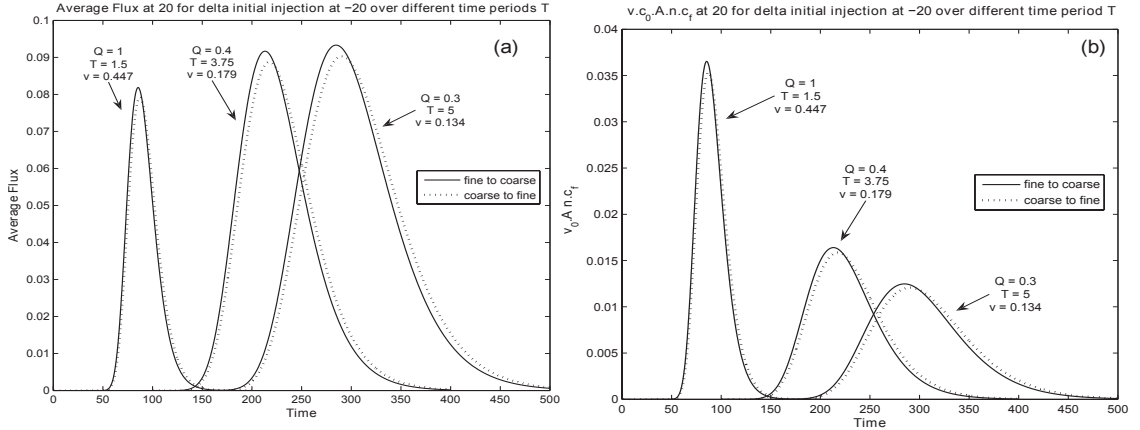 Average Flux at 20 for delta initial injection at −20 over different time periods T
(a)
Q = 1
T = 1.5
v = 0.447
Q = 0.4
T = 3.75
v = 0.179
Q = 0.3
T = 5
v = 0.134
fine to coarse
coarse to fine
Average Flux
0.1
0.09
0.08
0.07
0.06
0.05
0.04
0.03
0.02
0.01
0
0 50 100 150 200 250 300 350 400 450 500
Time
v.c₀.A.n.c_f at 20 for delta initial injection at −20 over different time period T
(b)
Q = 1
T = 1.5
v = 0.447
Q = 0.4
T = 3.75
v = 0.179
Q = 0.3
T = 5
v = 0.134
fine to coarse
coarse to fine
v₀.A n.c_f
0.035
0.03
0.025
0.02
0.015
0.01
0.005
0
0 50 100 150 200 250 300 350 400 450 500
Time